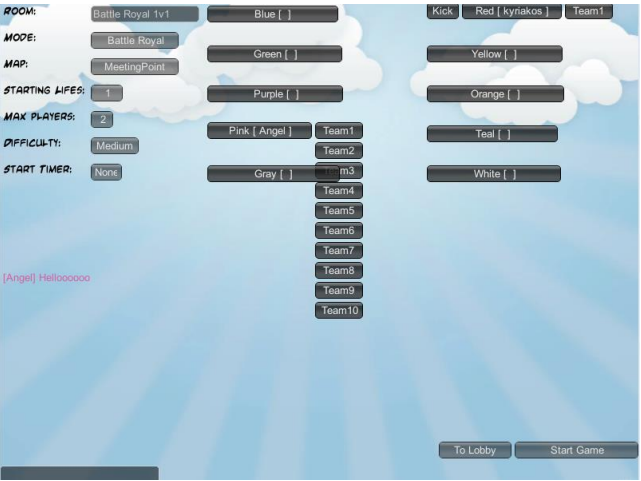 ROOM: Battle Royal 1v1
MODE: Battle Royal
MAP: MeetingPoint
STARTING LIFES: 1
MAX PLAYERS: 2
DIFFICULTY: Medium
START TIMER: None
[Angel] Helloooooo
Blue [ ]
Green [ ]
Purple [ ]
Pink [ Angel ] Team1
Team2
Team3
Gray [ ]
Team4
Team5
Team6
Team7
Team8
Team9
Team10
Kick Red [ kyriakos ] Team1
Yellow [ ]
Orange [ ]
Teal [ ]
White [ ]
To Lobby Start Game